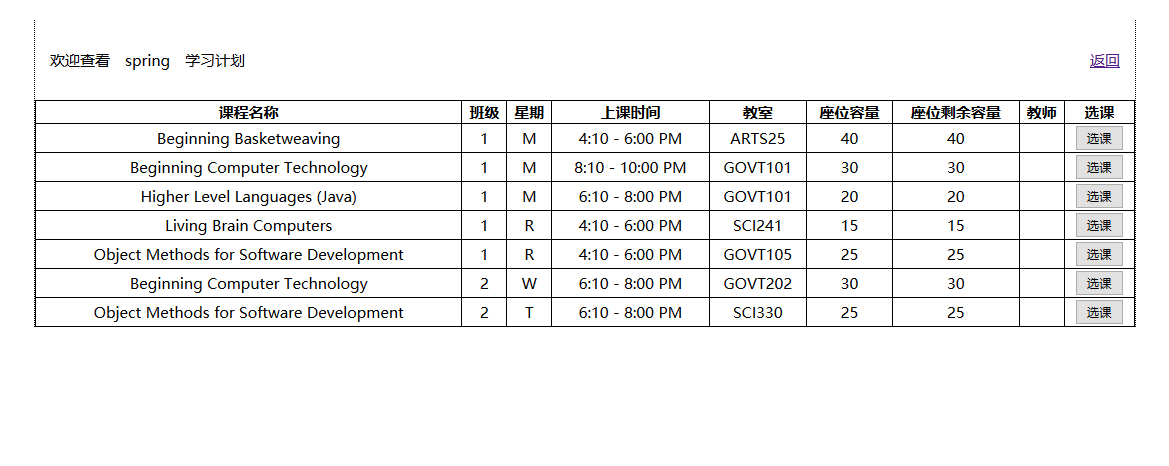 欢迎查看 spring 学习计划 返回
课程名称 班级 星期 上课时间 教室 座位容量 座位剩余容量 教师 选课
Beginning Basketweaving 1 M 4:10 - 6:00 PM ARTS25 40 40 选课
Beginning Computer Technology 1 M 8:10 - 10:00 PM GOVT101 30 30 选课
Higher Level Languages (Java) 1 M 6:10 - 8:00 PM GOVT101 20 20 选课
Living Brain Computers 1 R 4:10 - 6:00 PM SCI241 15 15 选课
Object Methods for Software Development 1 R 4:10 - 6:00 PM GOVT105 25 25 选课
Beginning Computer Technology 2 W 6:10 - 8:00 PM GOVT202 30 30 选课
Object Methods for Software Development 2 T 6:10 - 8:00 PM SCI330 25 25 选课